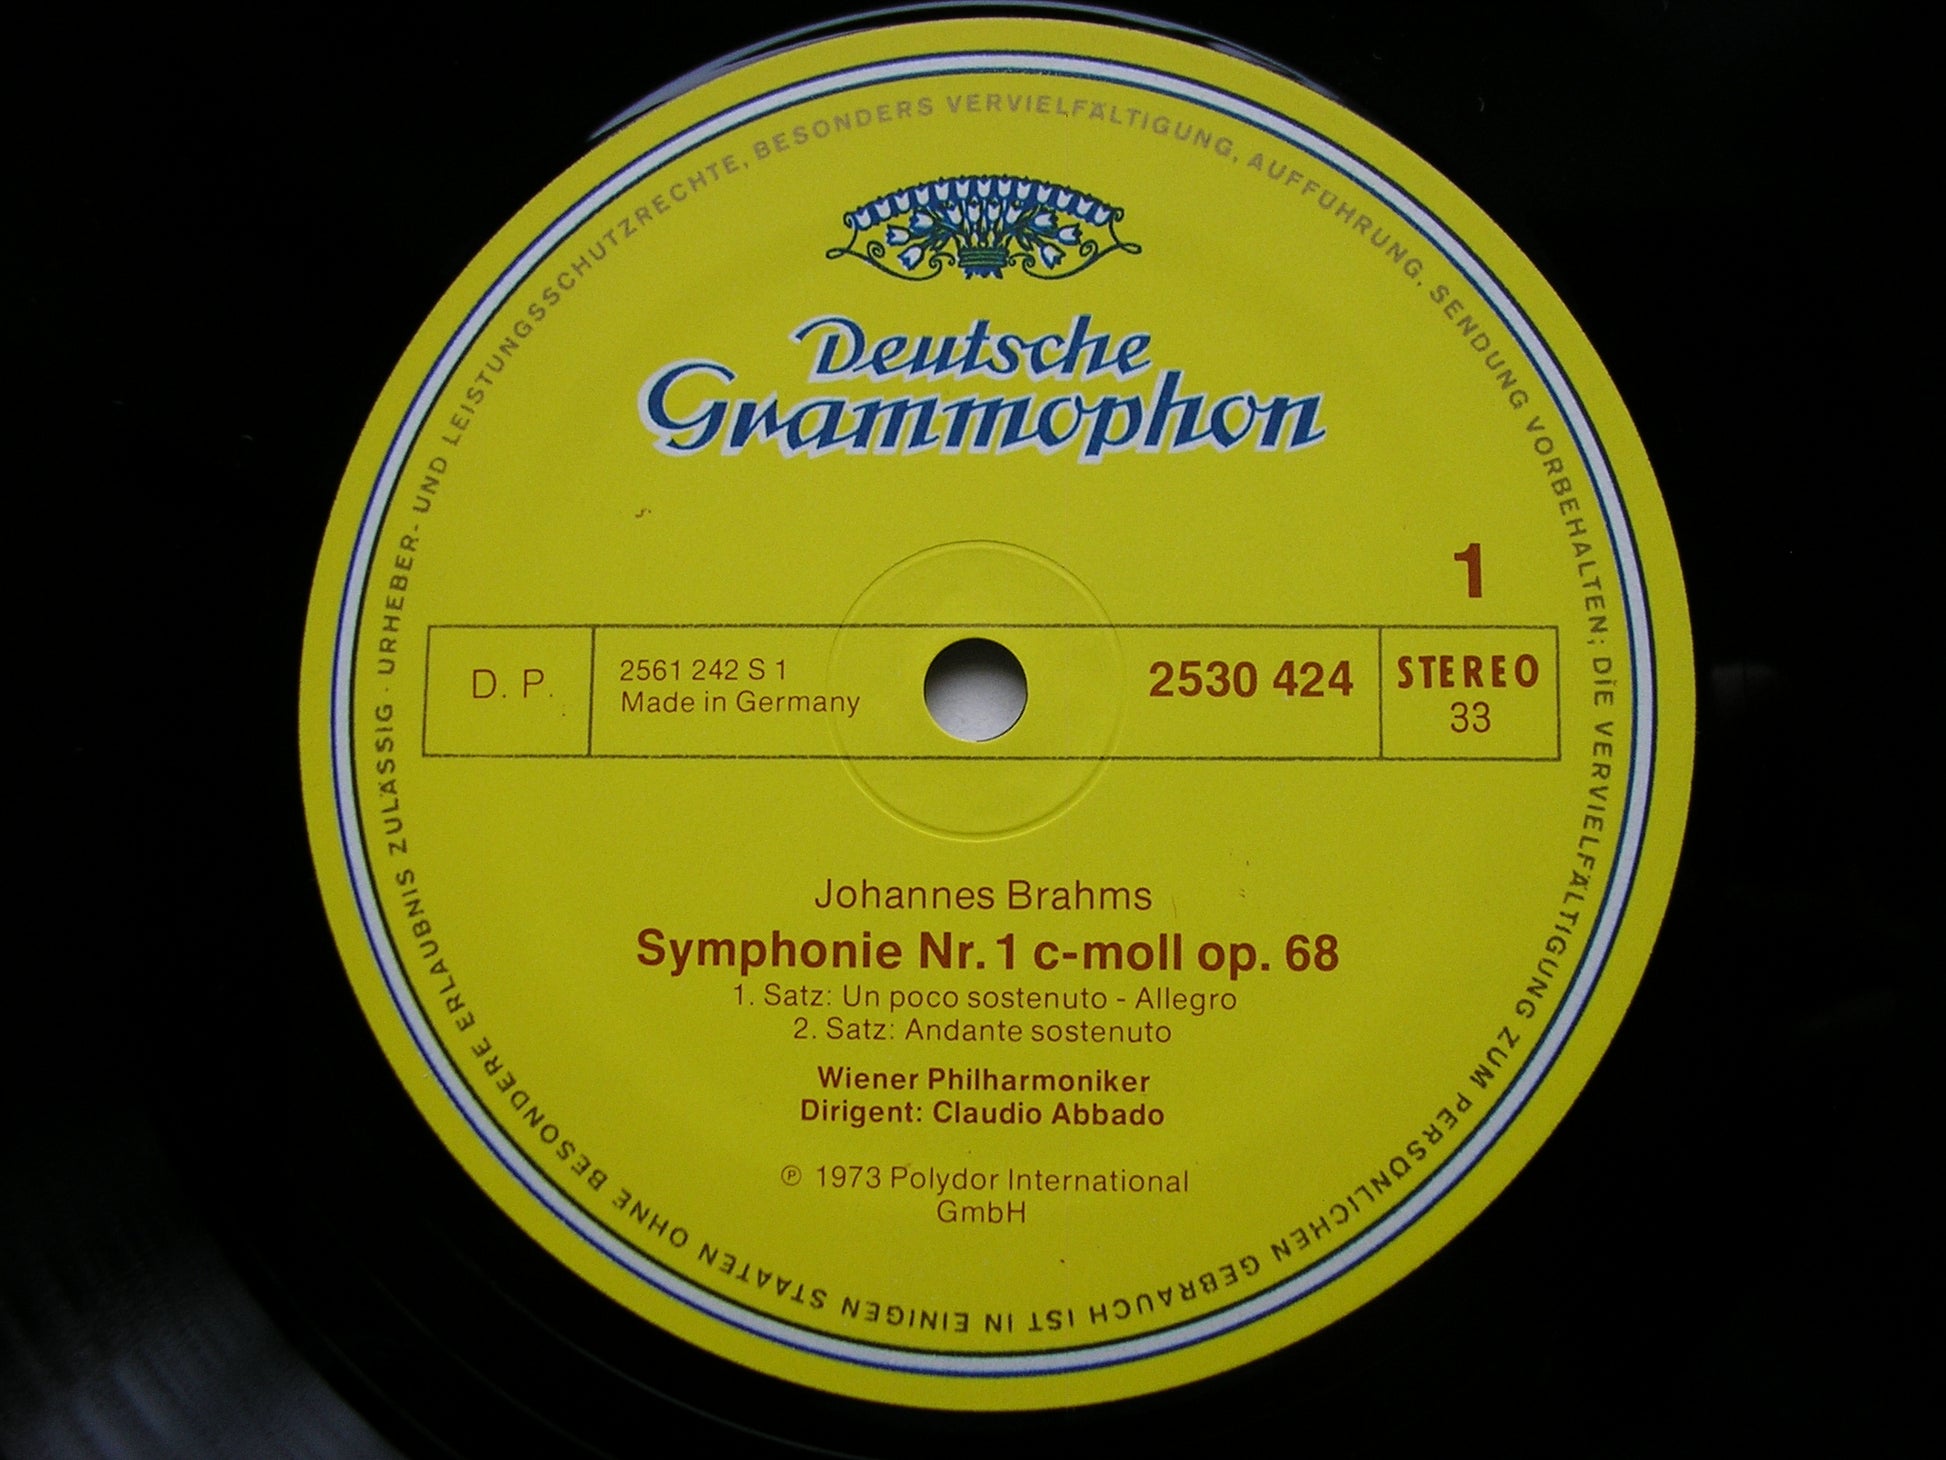 URHEBER- UND LEISTUNGSSCHUTZRECHTE, BESONDERS VERVIELFÄLTIGUNG, AUFFÜHRUNG, SENDUNG VORBEHALTEN; DIE VERVIELFÄLTIGUNG ZUM PERSÖNLICHEN GEBRAUCH IST IN EINIGEN STAATEN OHNE BESONDERE ERLAUBNIS ZULÄSSIG ·
Deutsche
Grammophon
1
D. P.
2561 242 S 1
Made in Germany
2530 424
STEREO
33
Johannes Brahms
Symphonie Nr. 1 c-moll op. 68
1. Satz: Un poco sostenuto - Allegro
2. Satz: Andante sostenuto
Wiener Philharmoniker
Dirigent: Claudio Abbado
℗ 1973 Polydor International
GmbH